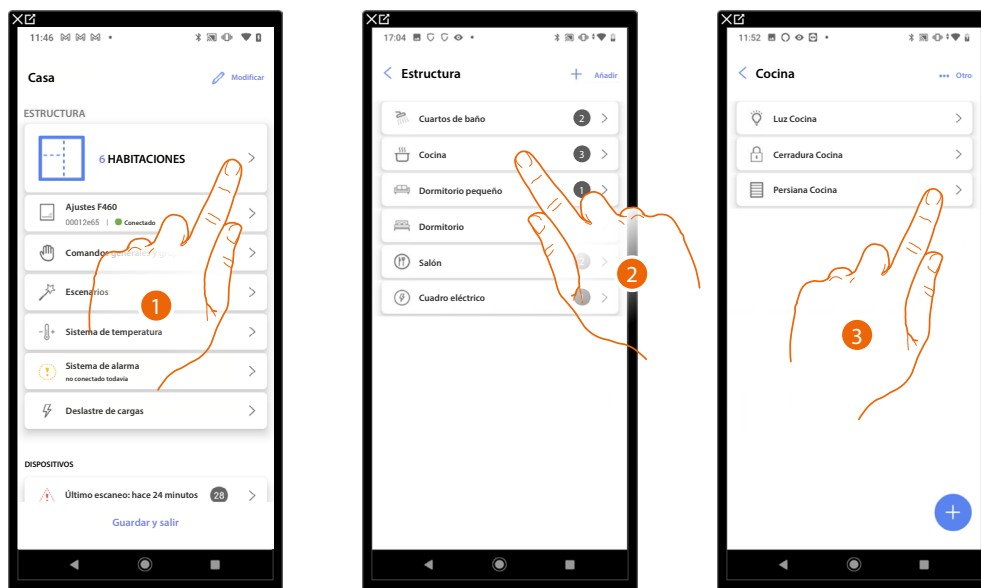 11:46
Casa
Modificar
ESTRUCTURA
6 HABITACIONES
Ajustes F460
00012e65 | Conectado
Comandos generales y
Escenarios
Sistema de temperatura
Sistema de alarma
no conectado todavía
Deslastre de cargas
DISPOSITIVOS
Último escaneo: hace 24 minutos 28
Guardar y salir
1
17:04
Estructura
Añadir
Cuartos de baño 2
Cocina 3
Dormitorio pequeño 1
Dormitorio
Salón 2
Cuadro eléctrico
2
11:52
Cocina
Otro
Luz Cocina
Cerradura Cocina
Persiana Cocina
3